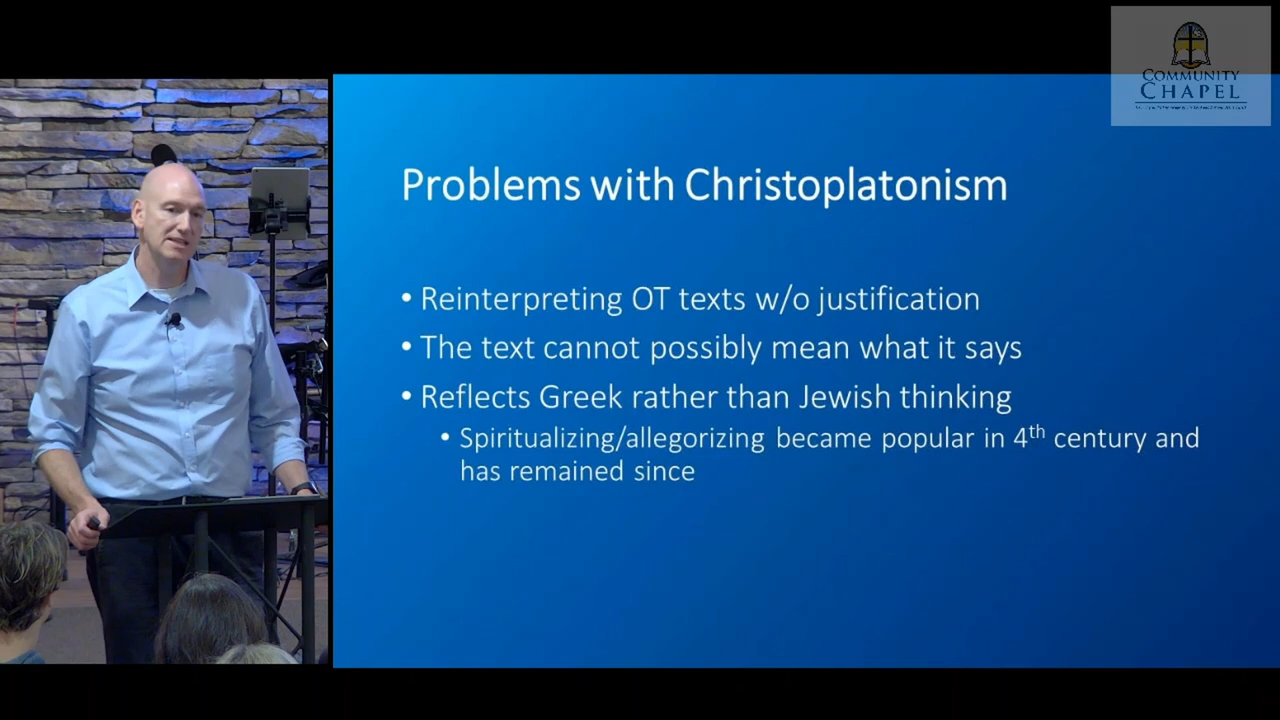 COMMUNITY
CHAPEL
Problems with Christoplatonism
• Reinterpreting OT texts w/o justification
• The text cannot possibly mean what it says
• Reflects Greek rather than Jewish thinking
• Spiritualizing/allegorizing became popular in 4th century and
has remained since